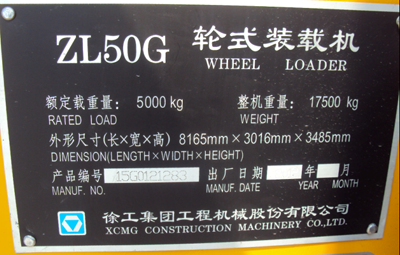 ZL50G 轮式装载机
WHEEL LOADER
额定载重量: 5000 kg 整机重量: 17500 kg
RATED LOAD WEIGHT
外形尺寸(长×宽×高) 8165mm×3016mm×3485mm
DIMENSION(LENGTH×WIDTH×HEIGHT)
产品编号 15G0121283 出厂日期 年 月
MANUF. NO. MANUF. DATE YEAR MONTH
徐工集团工程机械股份有限公司
XCMG CONSTRUCTION MACHINERY CO.,LTD.